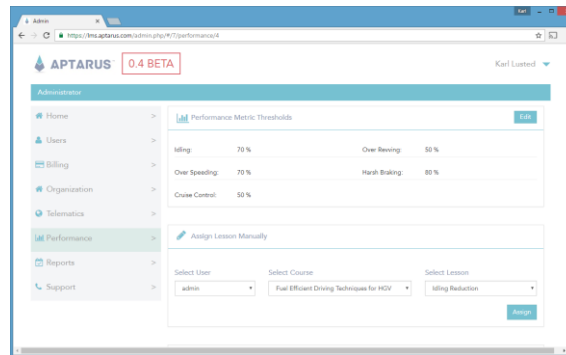 Karl
Admin
https://lms.aptarus.com/admin.php/#/7/performance/4
APTARUS 0.4 BETA Karl Lusted
Administrator
Home >
Users >
Billing >
Organization >
Telematics >
Performance >
Reports >
Support >
Performance Metric Thresholds Edit
Idling: 70 % Over Revving: 50 %
Over Speeding: 70 % Harsh Braking: 80 %
Cruise Control: 50 %
Assign Lesson Manually
Select User Select Course Select Lesson
admin Fuel Efficient Driving Techniques for HGV Idling Reduction
Assign